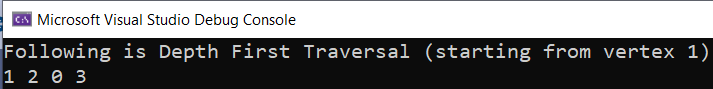 Microsoft Visual Studio Debug Console
Following is Depth First Traversal (starting from vertex 1)
1 2 0 3